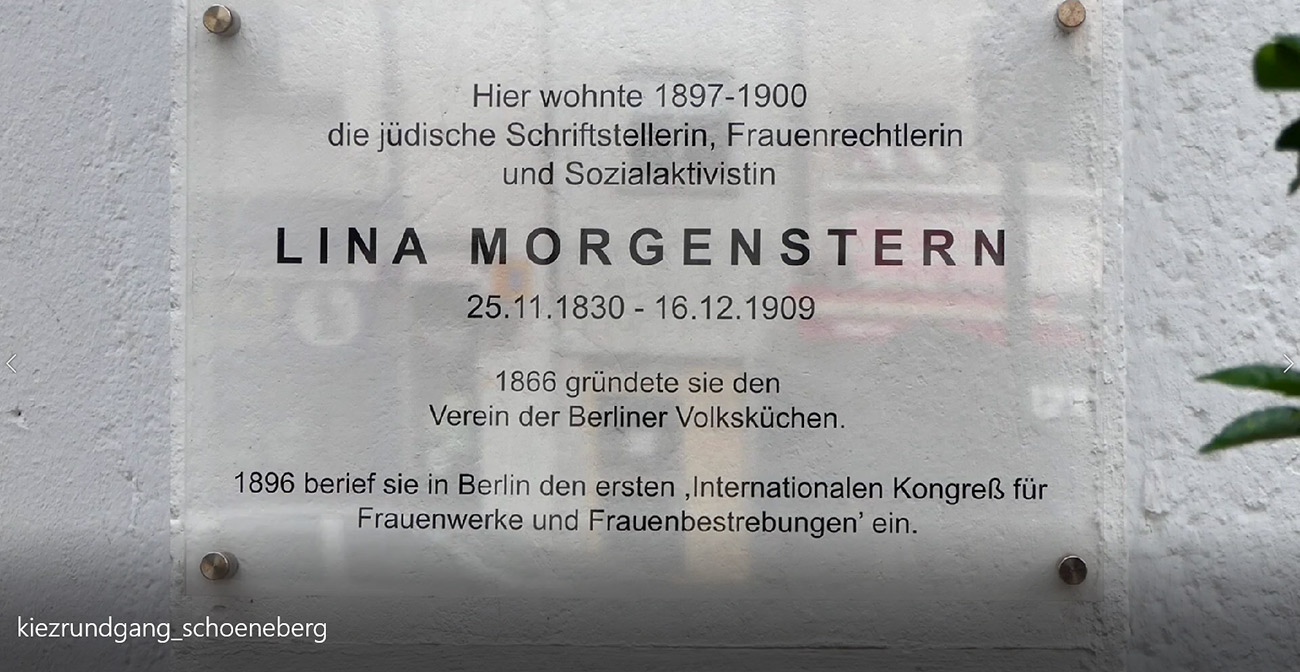 Hier wohnte 1897-1900
die jüdische Schriftstellerin, Frauenrechtlerin
und Sozialaktivistin
LINA MORGENSTERN
25.11.1830 - 16.12.1909
1866 gründete sie den
Verein der Berliner Volksküchen.
1896 berief sie in Berlin den ersten ‚Internationalen Kongreß für
Frauenwerke und Frauenbestrebungen’ ein.
kiezrundgang_schoeneberg